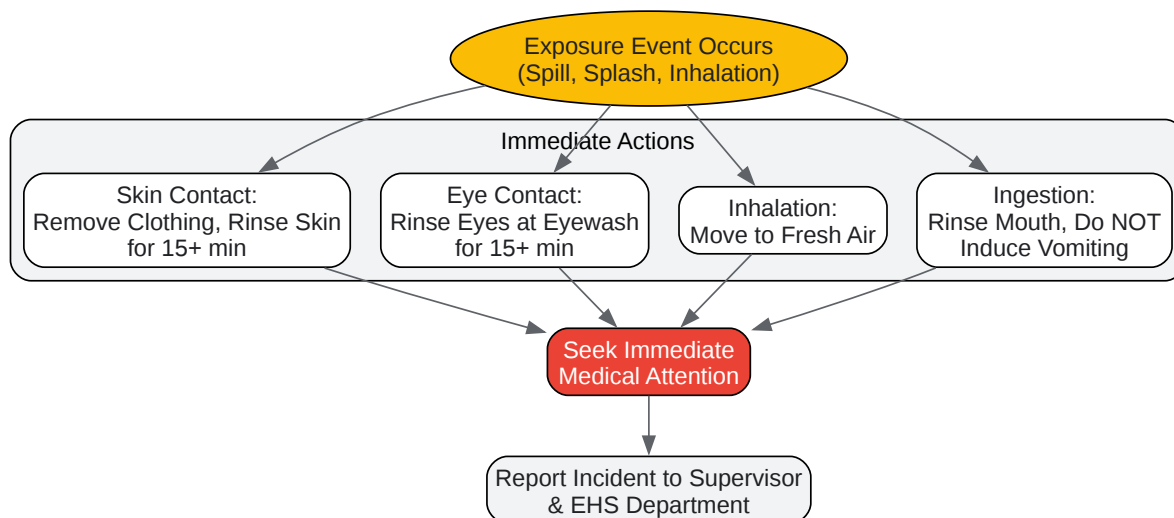 Exposure Event Occurs
(Spill, Splash, Inhalation)
Immediate Actions
Skin Contact:
Remove Clothing, Rinse Skin
for 15+ min
Eye Contact:
Rinse Eyes at Eyewash
for 15+ min
Inhalation:
Move to Fresh Air
Ingestion:
Rinse Mouth, Do NOT
Induce Vomiting
Seek Immediate
Medical Attention
Report Incident to Supervisor
& EHS Department